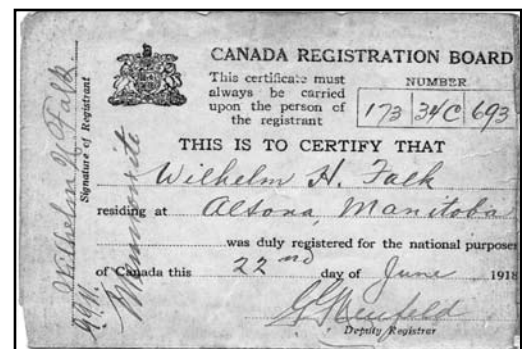 CANADA REGISTRATION BOARD
This certificate must
always be carried
upon the person of
the registrant
NUMBER
173 34C 693
THIS IS TO CERTIFY THAT
Wilhelm H. Falk
residing at Altona, Manitoba
was duly registered for the national purposes
of Canada this 22nd day of June 1918
Deputy Registrar
Wilhelm H. Falk
Signature of Registrant
Mennonite